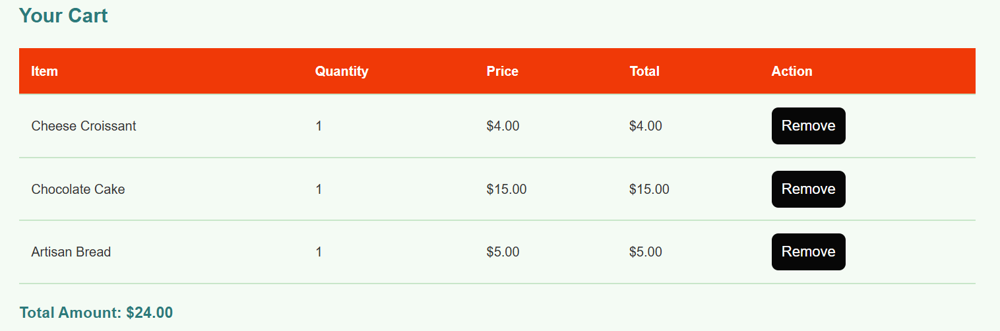 Your Cart
Item Quantity Price Total Action
Cheese Croissant 1 $4.00 $4.00 Remove
Chocolate Cake 1 $15.00 $15.00 Remove
Artisan Bread 1 $5.00 $5.00 Remove
Total Amount: $24.00